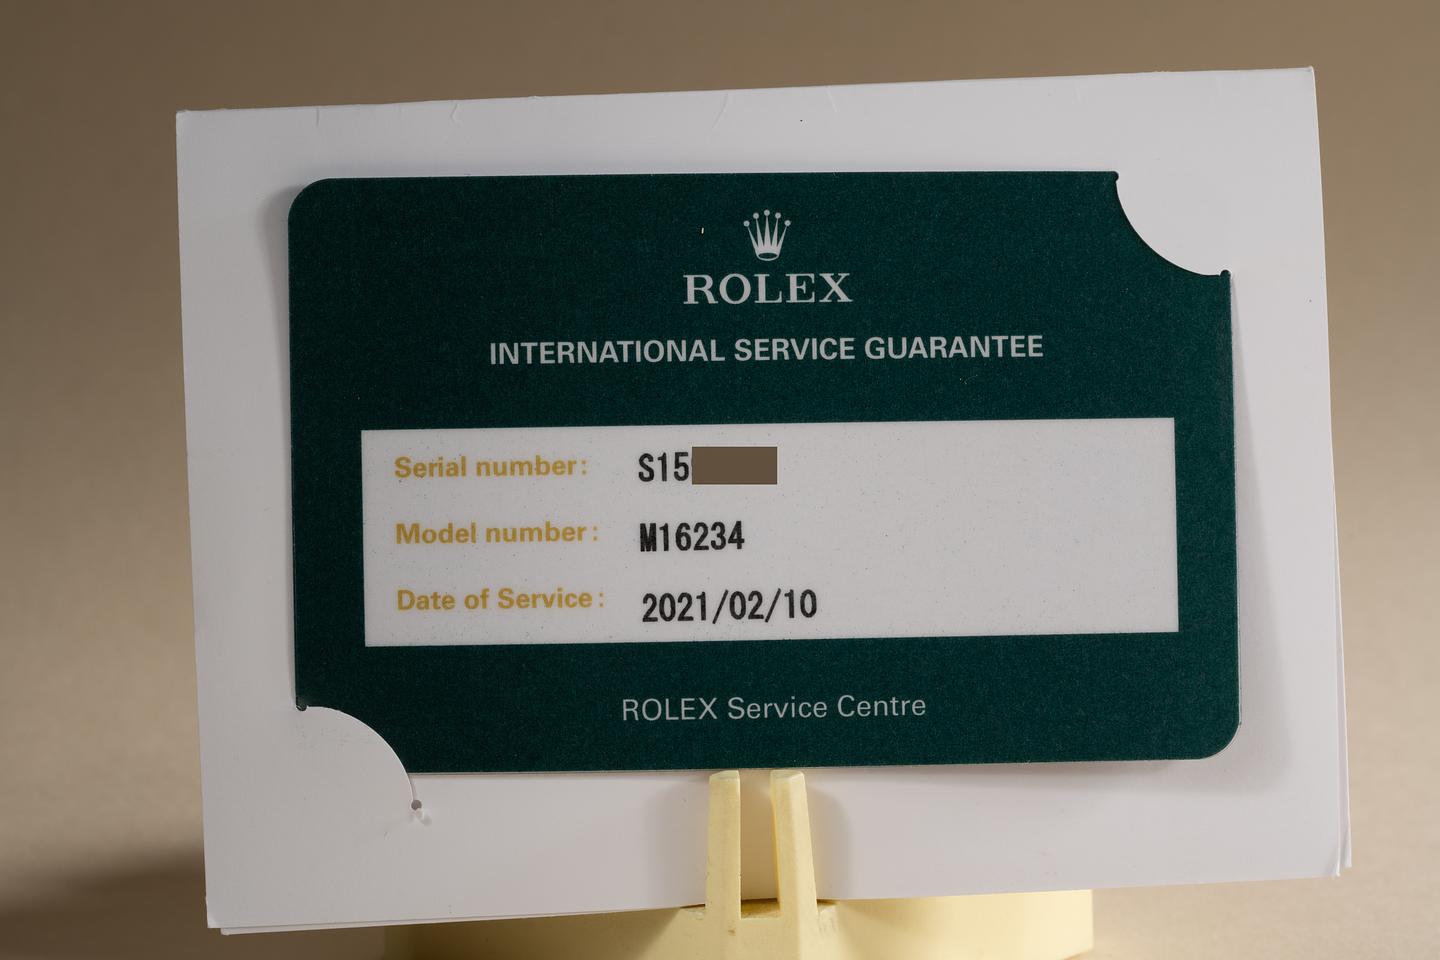 ROLEX
INTERNATIONAL SERVICE GUARANTEE
Serial number: S15
Model number: M16234
Date of Service: 2021/02/10
ROLEX Service Centre